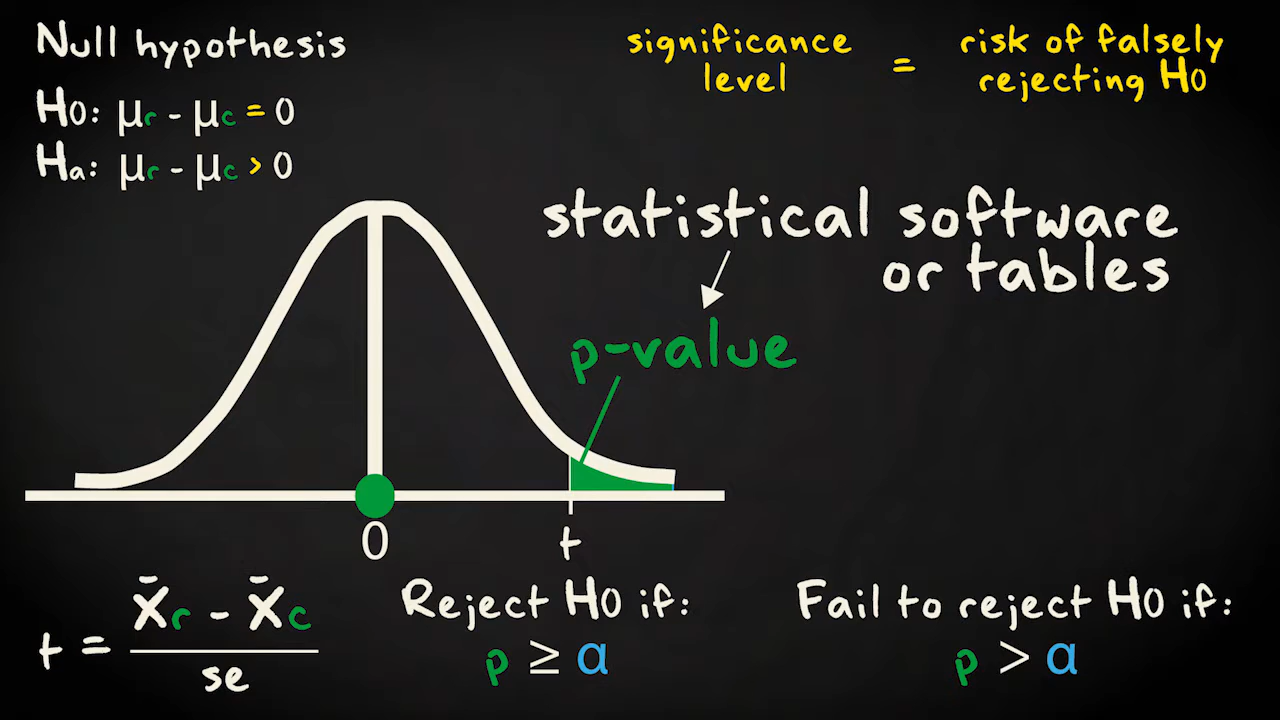 Null hypothesis
H0: μr - μc = 0
Ha: μr - μc > 0
significance level = risk of falsely rejecting H0
statistical software
or tables
p-value
0
t
t = x̄r - x̄c
se
Reject H0 if:
p ≥ α
Fail to reject H0 if:
p > α